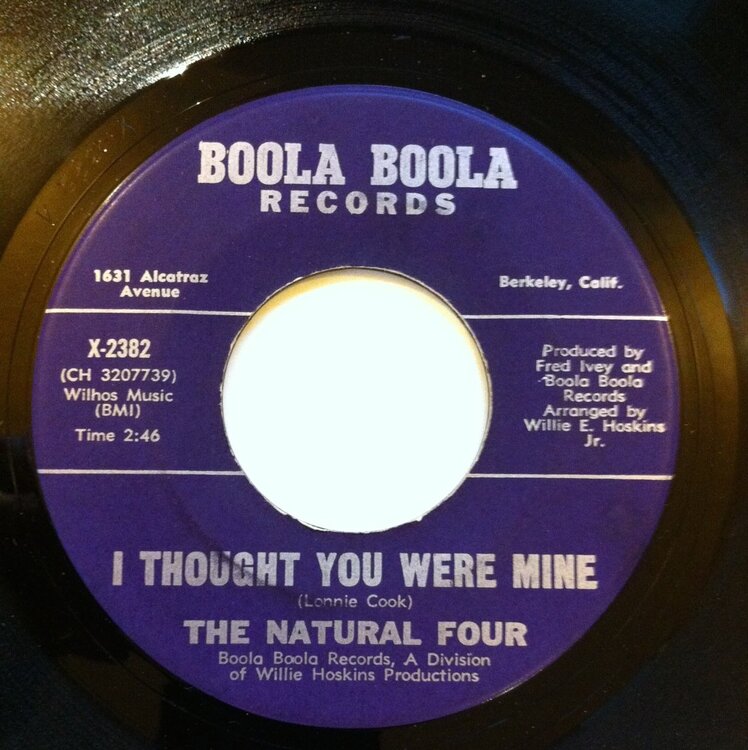 BOOLA BOOLA
RECORDS
1631 Alcatraz
Avenue
Berkeley, Calif.
X-2382
(CH 3207739)
Wilhos Music
(BMI)
Time 2:46
Produced by
Fred Ivey and
Boola Boola
Records
Arranged by
Willie E. Hoskins
Jr.
I THOUGHT YOU WERE MINE
(Lonnie Cook)
THE NATURAL FOUR
Boola Boola Records, A Division
of Willie Hoskins Productions